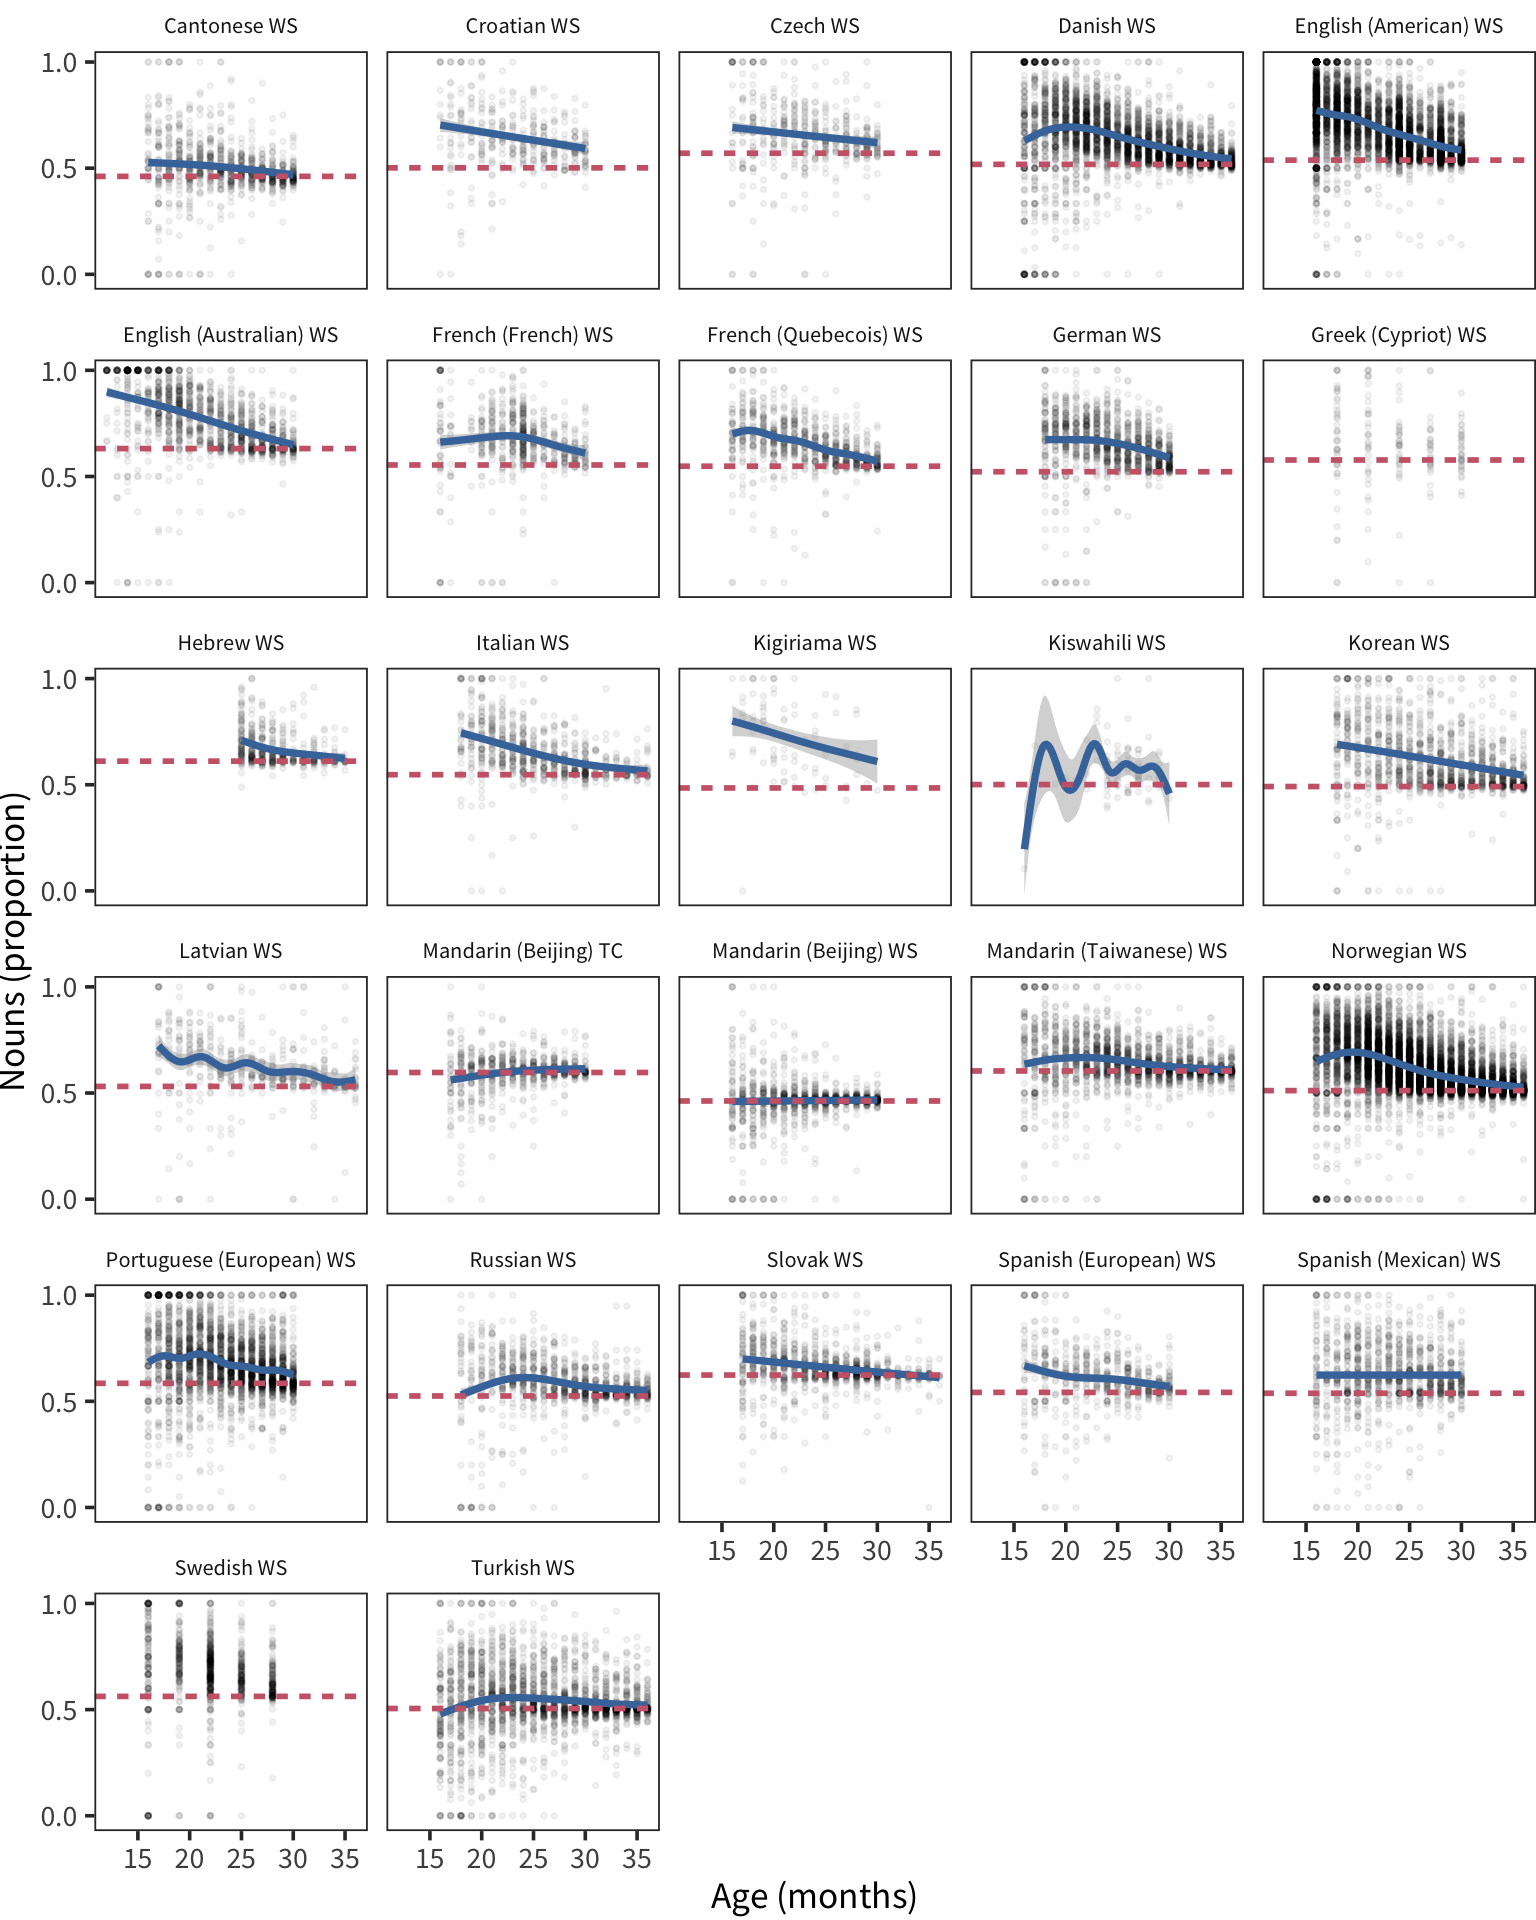 Cantonese WS
Croatian WS
Czech WS
Danish WS
English (American) WS
1.0
0.5
0.0
English (Australian) WS
French (French) WS
French (Quebecois) WS
German WS
Greek (Cypriot) WS
1.0
0.5
0.0
Hebrew WS
Italian WS
Kigiriama WS
Kiswahili WS
Korean WS
1.0
0.5
0.0
Nouns (proportion)
Latvian WS
Mandarin (Beijing) TC
Mandarin (Beijing) WS
Mandarin (Taiwanese) WS
Norwegian WS
1.0
0.5
0.0
Portuguese (European) WS
Russian WS
Slovak WS
Spanish (European) WS
Spanish (Mexican) WS
1.0
0.5
0.0
15 20 25 30 35
15 20 25 30 35
15 20 25 30 35
Swedish WS
Turkish WS
1.0
0.5
0.0
15 20 25 30 35
15 20 25 30 35
Age (months)